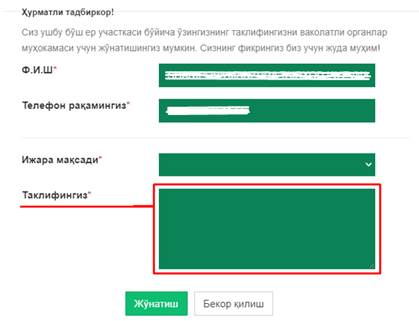 Ҳурматли тадбиркор!
Сиз ушбу бўш ер участкаси бўйича ўзингизнинг таклифингизни ваколатли органлар
муҳокамаси учун жўнатишингиз мумкин. Сизнинг фикрингиз биз учун жуда муҳим!
Ф.И.Ш*
Телефон рақамингиз*
Ижара мақсади*
Таклифингиз*
Жўнатиш Бекор қилиш